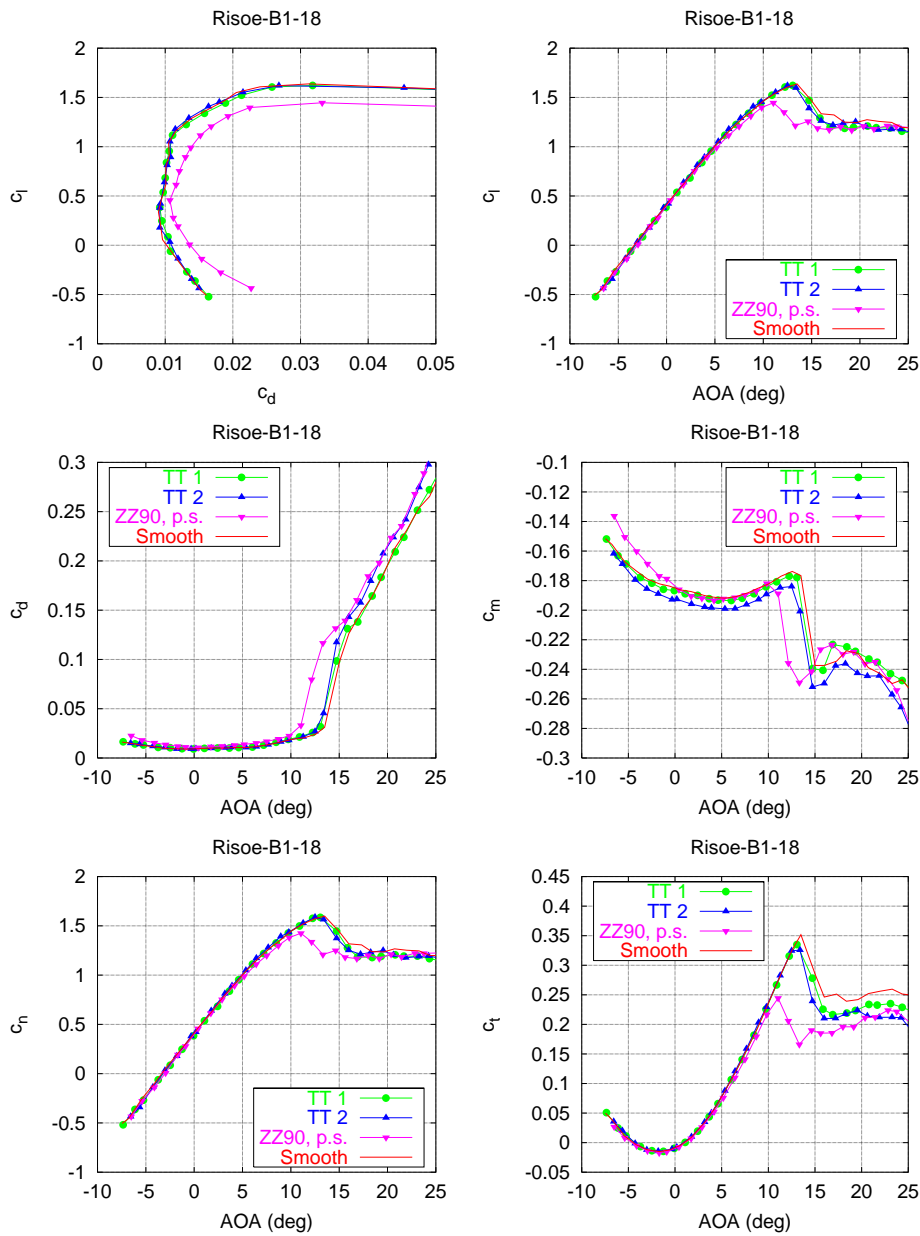 Risoe-B1-18
2
1.5
1
0.5
0
-0.5
-1
c_l
0
0.01
0.02
0.03
0.04
0.05
c_d
Risoe-B1-18
2
1.5
1
0.5
0
-0.5
-1
c_l
TT 1
TT 2
ZZ90, p.s.
Smooth
-10
-5
0
5
10
15
20
25
AOA (deg)
Risoe-B1-18
0.3
0.25
0.2
0.15
0.1
0.05
0
c_d
TT 1
TT 2
ZZ90, p.s.
Smooth
-10
-5
0
5
10
15
20
25
AOA (deg)
Risoe-B1-18
-0.1
-0.12
-0.14
-0.16
-0.18
-0.2
-0.22
-0.24
-0.26
-0.28
-0.3
c_m
TT 1
TT 2
ZZ90, p.s.
Smooth
-10
-5
0
5
10
15
20
25
AOA (deg)
Risoe-B1-18
2
1.5
1
0.5
0
-0.5
-1
c_n
TT 1
TT 2
ZZ90, p.s.
Smooth
-10
-5
0
5
10
15
20
25
AOA (deg)
Risoe-B1-18
0.45
0.4
0.35
0.3
0.25
0.2
0.15
0.1
0.05
0
-0.05
c_t
TT 1
TT 2
ZZ90, p.s.
Smooth
-10
-5
0
5
10
15
20
25
AOA (deg)